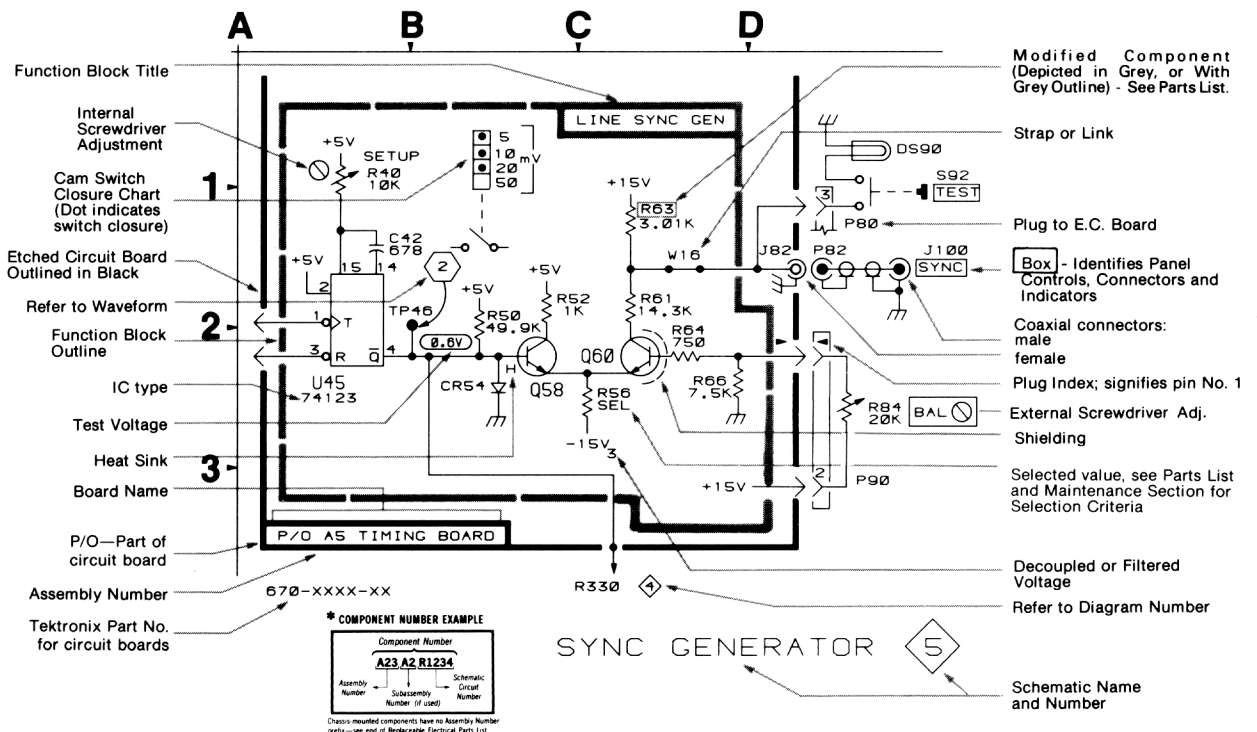 A B C D
Function Block Title
Internal
Screwdriver
Adjustment
Cam Switch
Closure Chart
(Dot indicates
switch closure)
Etched Circuit Board
Outlined in Black
Refer to Waveform
Function Block
Outline
IC type
Test Voltage
Heat Sink
Board Name
P/O—Part of
circuit board
Assembly Number
Tektronix Part No.
for circuit boards
1
2
3
LINE SYNC GEN
+5V
SETUP
R40
10K
5
10
20
50
mV
C42
678
+5V
15
14
2
1
T
3
R
Q
4
U45
74123
2
TP46
+5V
R50
49.9K
0.6V
CR54
H
+5V
R52
1K
Q58
Q60
R56
SEL
-15V3
+15V
R63
3.01K
W16
R61
14.3K
R64
750
R66
7.5K
+15V
DS90
S92
TEST
3
P80
J82
P82
J100
SYNC
1
R84
20K
BAL
2
P90
P/O A5 TIMING BOARD
670-XXXX-XX
R330
4
SYNC GENERATOR
5
* COMPONENT NUMBER EXAMPLE
Component Number
A23 A2 R1234
Assembly
Number
Subassembly
Number (if used)
Schematic
Circuit
Number
Chassis-mounted components have no Assembly Number
prefix—see end of Replaceable Electrical Parts List.
Modified Component
(Depicted in Grey, or With
Grey Outline) - See Parts List.
Strap or Link
Plug to E.C. Board
Box - Identifies Panel
Controls, Connectors and
Indicators
Coaxial connectors:
male
female
Plug Index; signifies pin No. 1
External Screwdriver Adj.
Shielding
Selected value, see Parts List
and Maintenance Section for
Selection Criteria
Decoupled or Filtered
Voltage
Refer to Diagram Number
Schematic Name
and Number